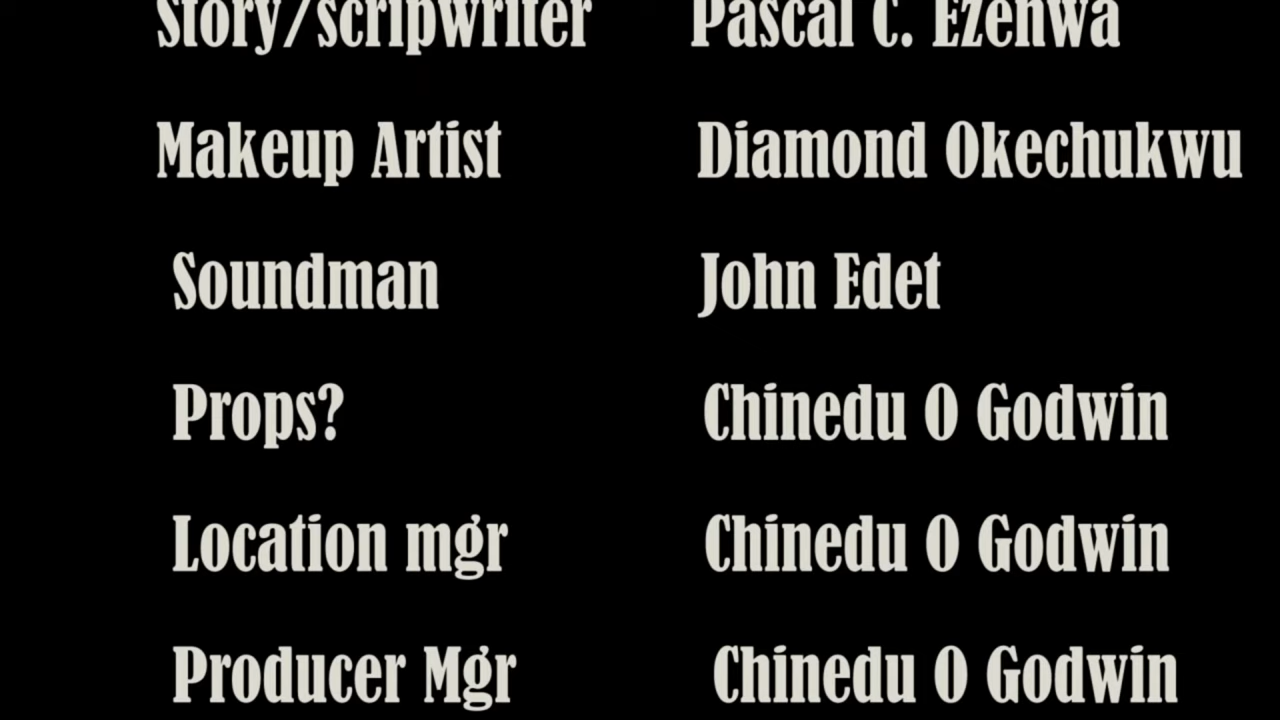 Story/scripwriter Pascal C. Ezenwa
Makeup Artist Diamond Okechukwu
Soundman John Edet
Props? Chinedu O Godwin
Location mgr Chinedu O Godwin
Producer Mgr Chinedu O Godwin